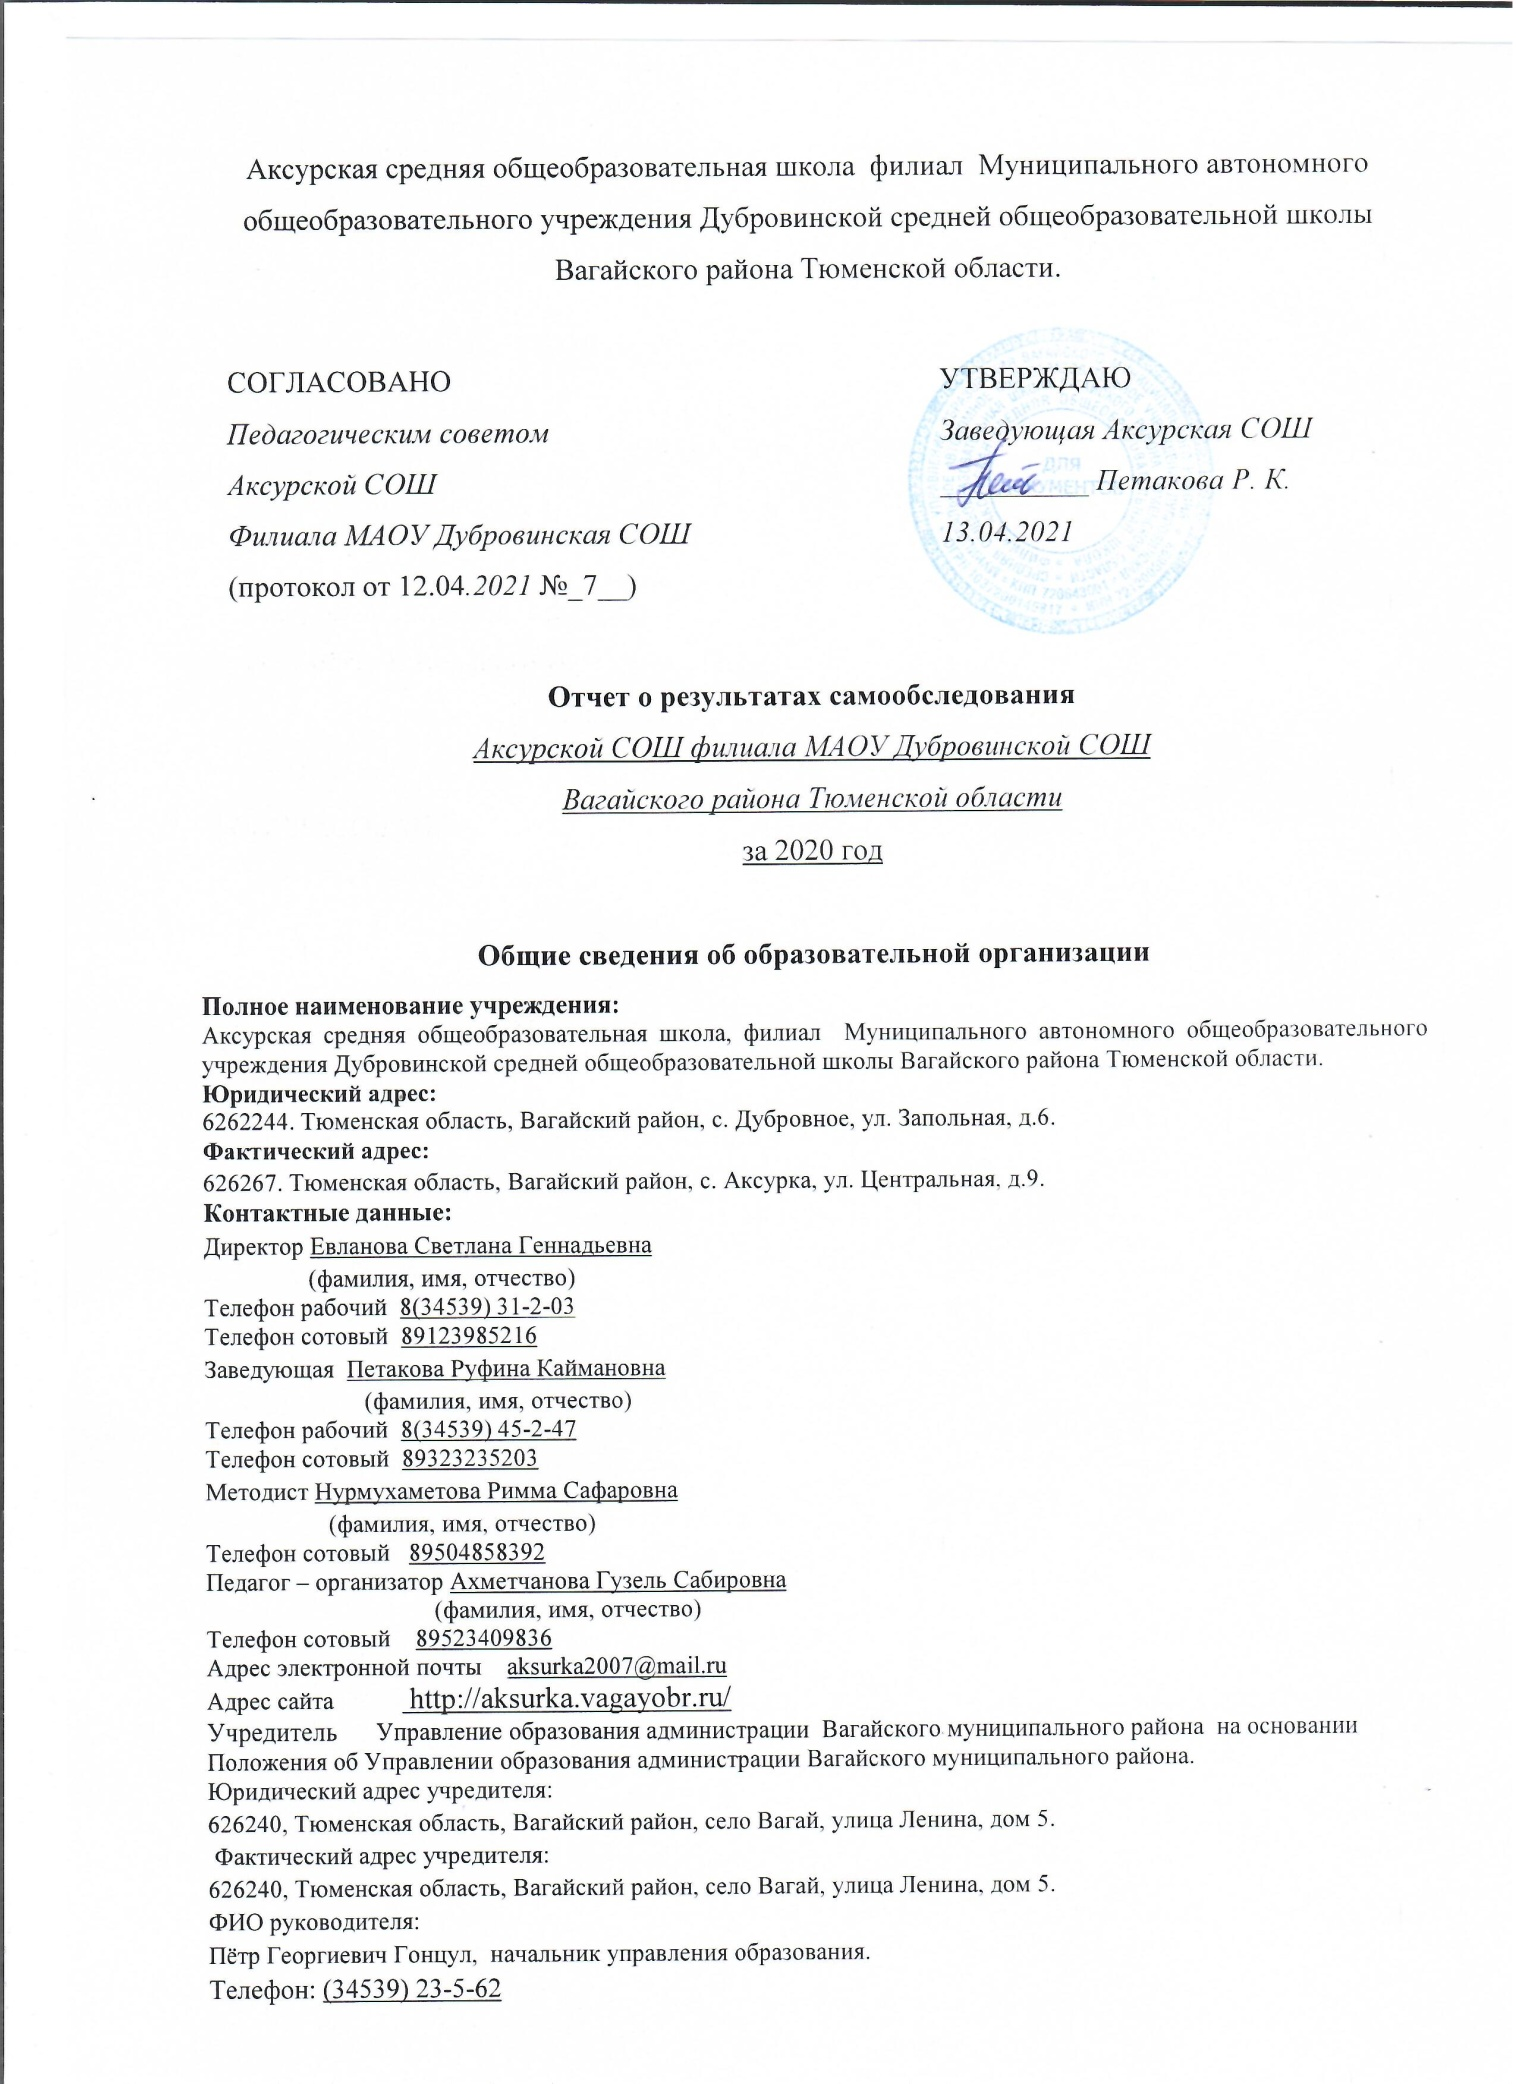 Аксурская средняя общеобразовательная школа филиал Муниципального автономного
общеобразовательного учреждения Дубровинской средней общеобразовательной школы
Вагайского района Тюменской области.
СОГЛАСОВАНО
Педагогическим советом
Аксурской СОШ
Филиала МАОУ Дубровинская СОШ
(протокол от 12.04.2021 №_7__)
УТВЕРЖДАЮ
Заведующая Аксурская СОШ
__________ Петакова Р. К.
13.04.2021
ДЛЯ
Отчет о результатах самообследования
Аксурской СОШ филиала МАОУ Дубровинской СОШ
Вагайского района Тюменской области
за 2020 год
Общие сведения об образовательной организации
Полное наименование учреждения:
Аксурская средняя общеобразовательная школа, филиал Муниципального автономного общеобразовательного
учреждения Дубровинской средней общеобразовательной школы Вагайского района Тюменской области.
Юридический адрес:
6262244. Тюменская область, Вагайский район, с. Дубровное, ул. Запольная, д.6.
Фактический адрес:
626267. Тюменская область, Вагайский район, с. Аксурка, ул. Центральная, д.9.
Контактные данные:
Директор Евланова Светлана Геннадьевна
(фамилия, имя, отчество)
Телефон рабочий 8(34539) 31-2-03
Телефон сотовый 89123985216
Заведующая Петакова Руфина Каймановна
(фамилия, имя, отчество)
Телефон рабочий 8(34539) 45-2-47
Телефон сотовый 89323235203
Методист Нурмухаметова Римма Сафаровна
(фамилия, имя, отчество)
Телефон сотовый 89504858392
Педагог – организатор Ахметчанова Гузель Сабировна
(фамилия, имя, отчество)
Телефон сотовый 89523409836
Адрес электронной почты aksurka2007@mail.ru
Адрес сайта http://aksurka.vagayobr.ru/
Учредитель Управление образования администрации Вагайского муниципального района на основании
Положения об Управлении образования администрации Вагайского муниципального района.
Юридический адрес учредителя:
626240, Тюменская область, Вагайский район, село Вагай, улица Ленина, дом 5.
Фактический адрес учредителя:
626240, Тюменская область, Вагайский район, село Вагай, улица Ленина, дом 5.
ФИО руководителя:
Пётр Георгиевич Гонцул, начальник управления образования.
Телефон: (34539) 23-5-62